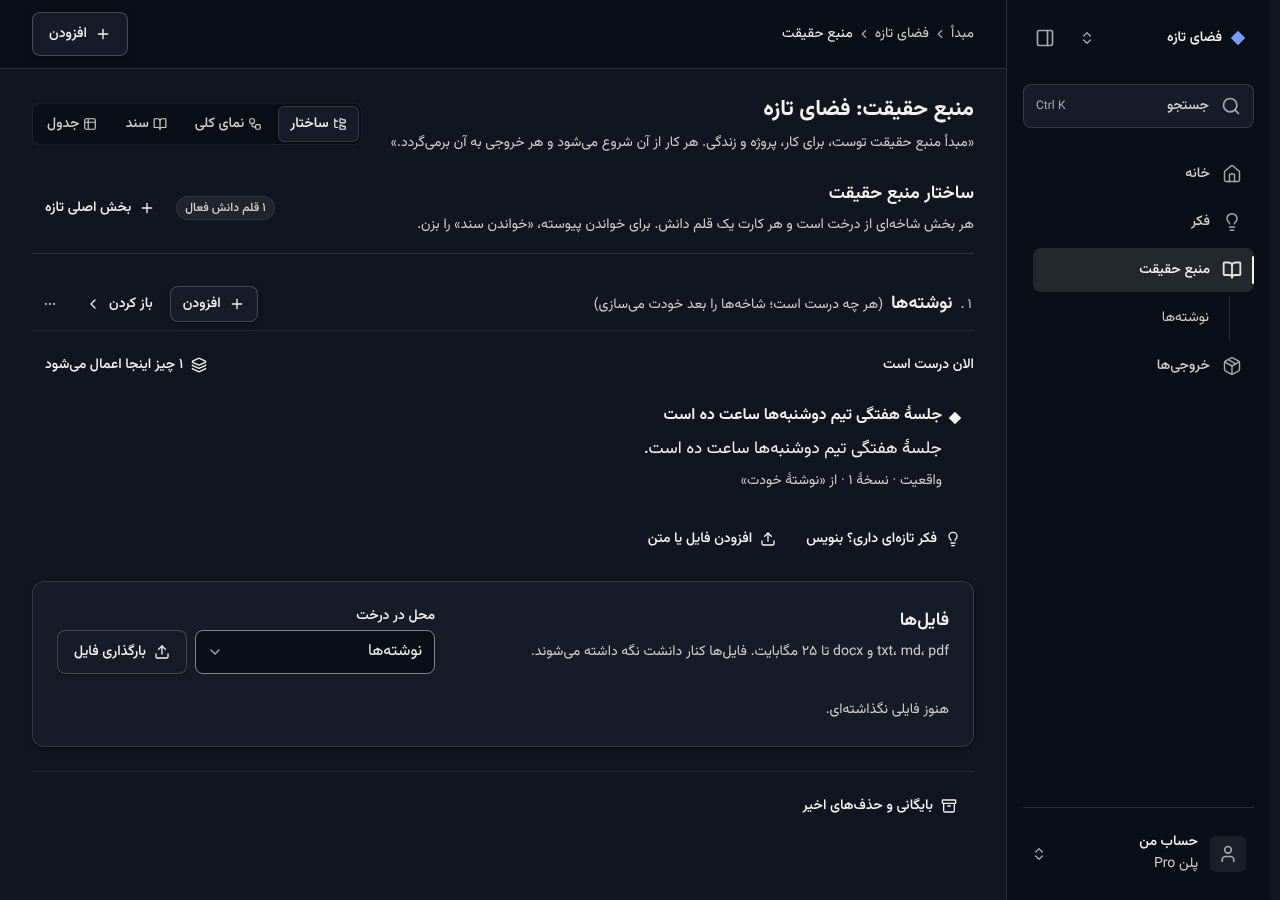 فضای تازه
جستجو
Ctrl K
خانه
فکر
منبع حقیقت
نوشته‌ها
خروجی‌ها
حساب من
پلن Pro
مبدأ › فضای تازه › منبع حقیقت
افزودن
منبع حقیقت: فضای تازه
«مبدأ منبع حقیقت توست، برای کار، پروژه و زندگی. هر کار از آن شروع می‌شود و هر خروجی به آن برمی‌گردد.»
ساختار
نمای کلی
سند
جدول
ساختار منبع حقیقت
هر بخش شاخه‌ای از درخت است و هر کارت یک قلم دانش. برای خواندن پیوسته، «خواندن سند» را بزن.
۱ قلم دانش فعال
بخش اصلی تازه
۱. نوشته‌ها (هر چه درست است؛ شاخه‌ها را بعد خودت می‌سازی)
افزودن
باز کردن
الان درست است
۱ چیز اینجا اعمال می‌شود
جلسهٔ هفتگی تیم دوشنبه‌ها ساعت ده است
جلسهٔ هفتگی تیم دوشنبه‌ها ساعت ده است.
واقعیت · نسخهٔ ۱ · از «نوشتهٔ خودت»
فکر تازه‌ای داری؟ بنویس
افزودن فایل یا متن
فایل‌ها
txt، md، pdf و docx تا ۲۵ مگابایت. فایل‌ها کنار دانشت نگه داشته می‌شوند.
محل در درخت
نوشته‌ها
بارگذاری فایل
هنوز فایلی نگذاشته‌ای.
بایگانی و حذف‌های اخیر